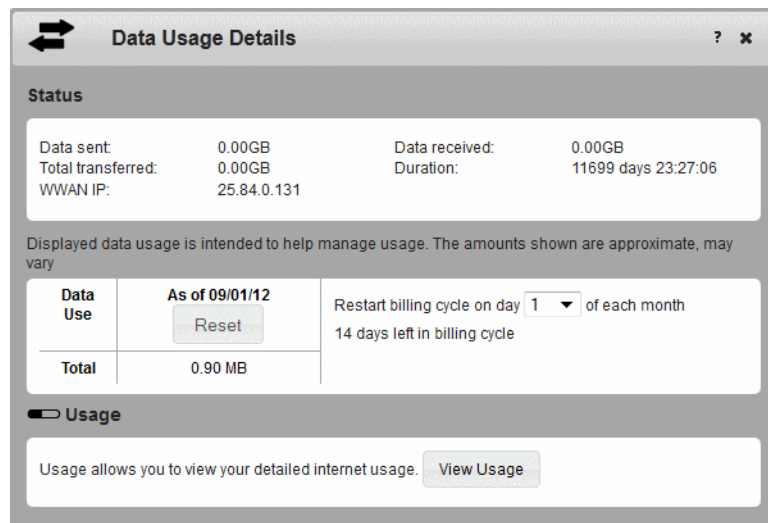 Data Usage Details ? ✖
Status
Data sent: 0.00GB Data received: 0.00GB
Total transferred: 0.00GB Duration: 11699 days 23:27:06
WWAN IP: 25.84.0.131
Displayed data usage is intended to help manage usage. The amounts shown are approximate, may
vary
Data Use As of 09/01/12
Reset
Restart billing cycle on day 1 of each month
14 days left in billing cycle
Total 0.90 MB
Usage
Usage allows you to view your detailed internet usage. View Usage